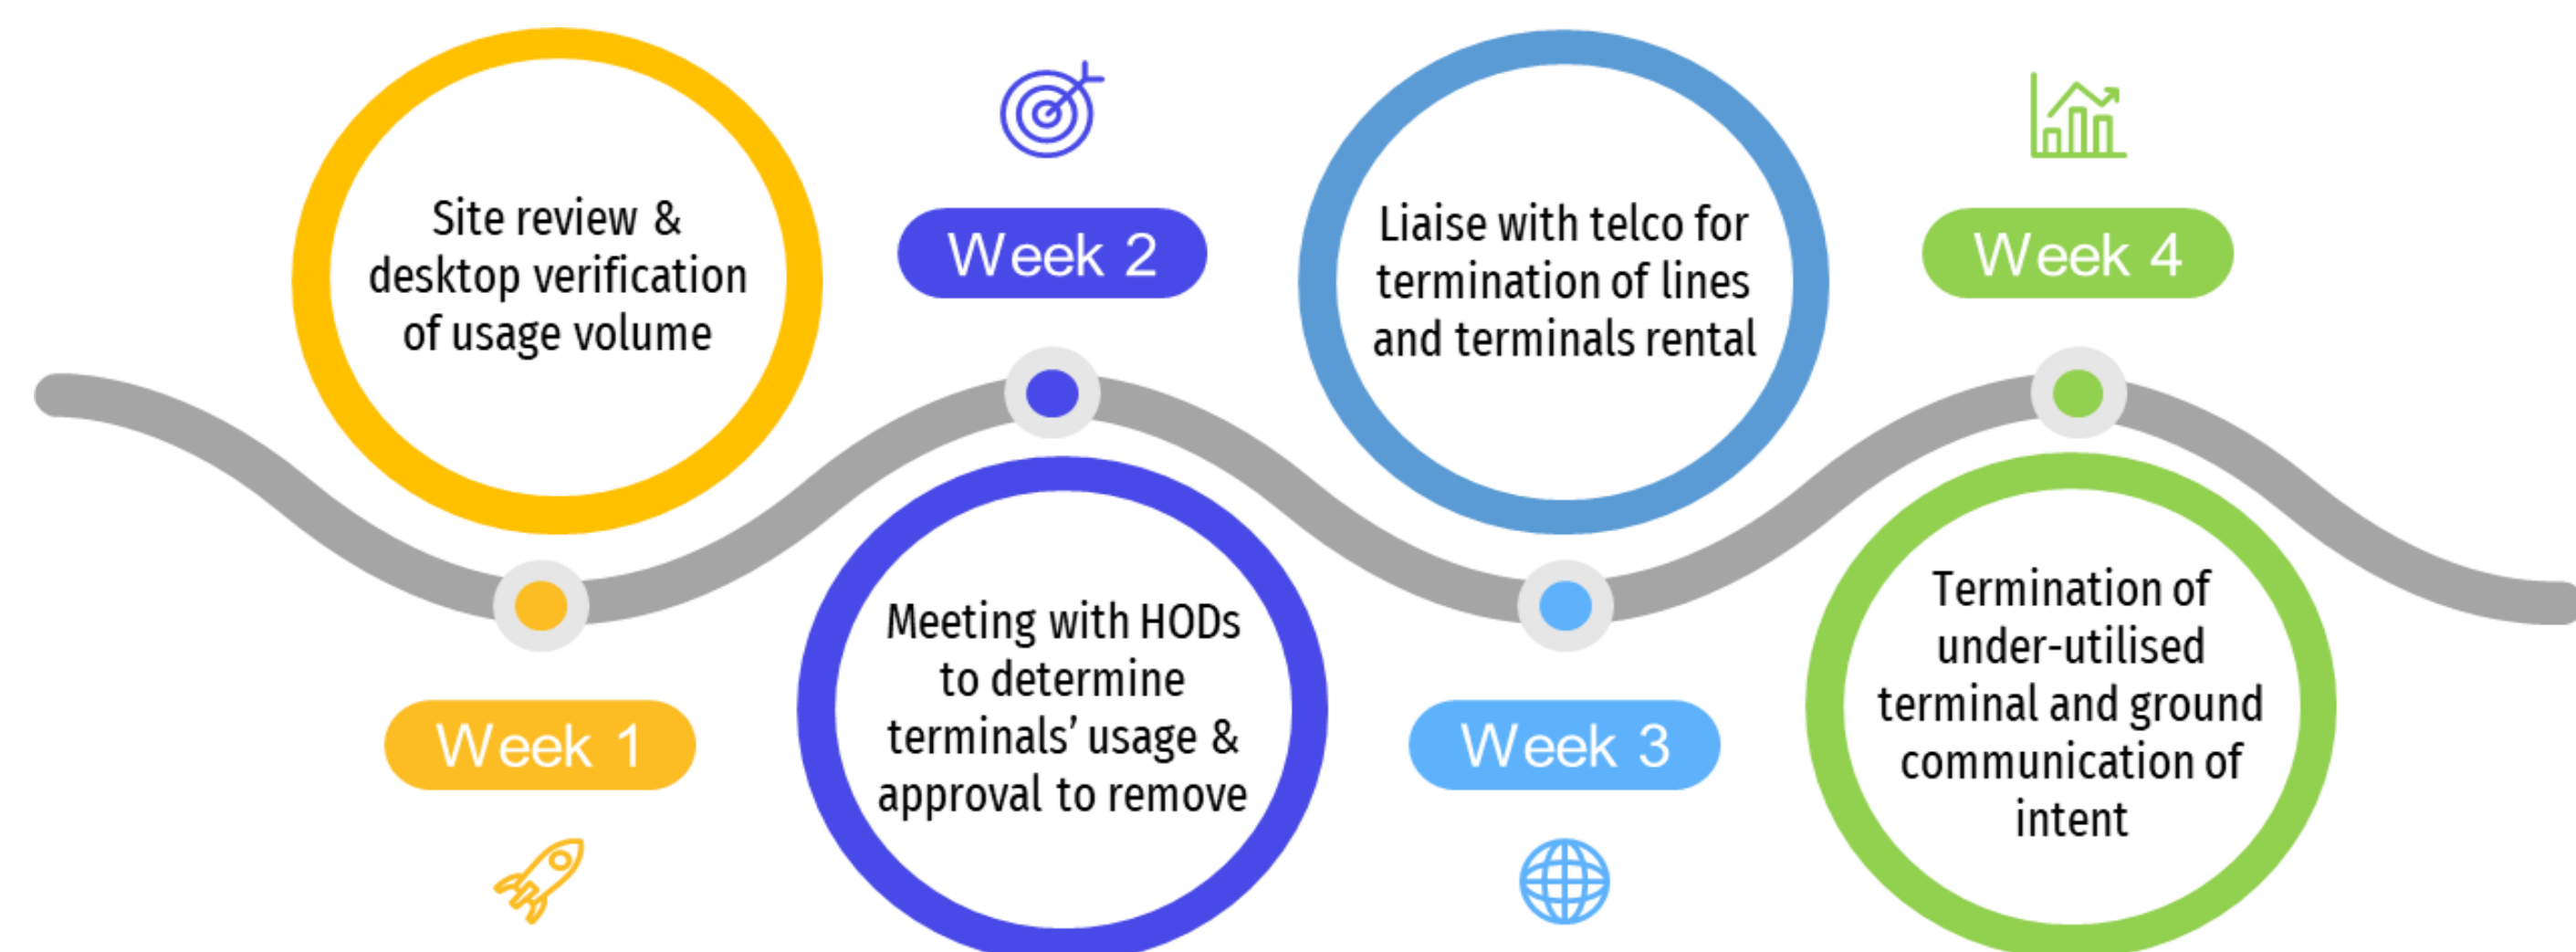 Site review &
desktop verification
of usage volume
Week 1
Week 2
Meeting with HODs
to determine
terminals’ usage &
approval to remove
Liaise with telco for
termination of lines
and terminals rental
Week 3
Week 4
Termination of
under-utilised
terminal and ground
communication of
intent